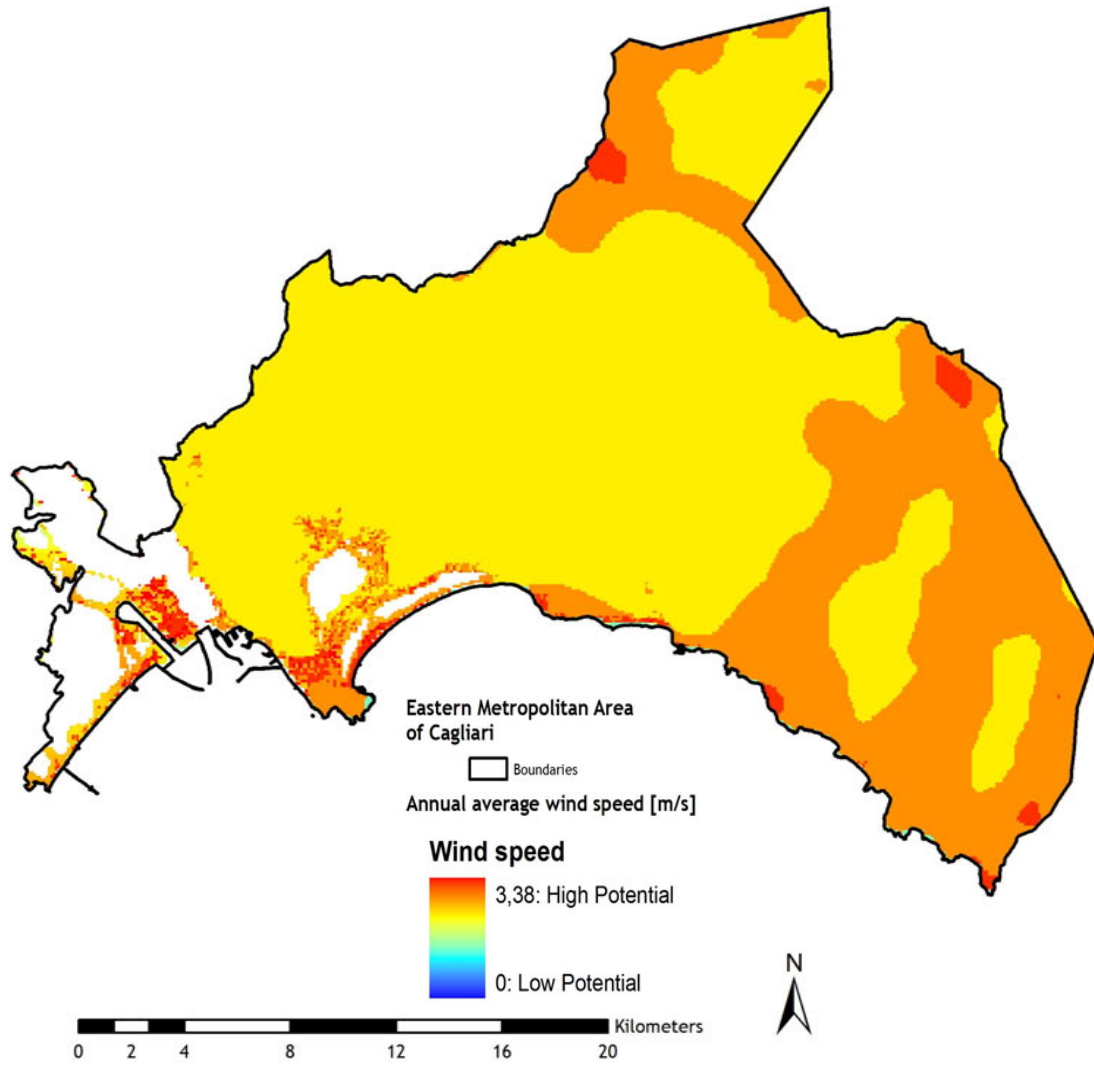 Eastern Metropolitan Area
of Cagliari
Boundaries
Annual average wind speed [m/s]
Wind speed
3,38: High Potential
0: Low Potential
N
Kilometers
0 2 4 8 12 16 20